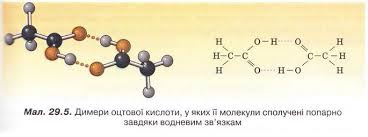 H
O – H ····· O
H
H – C – C
C – C – H
H
O ····· H – O
H
Мал. 29.5. Димери оцтової кислоти, у яких її молекули сполучені попарно
завдяки водневим зв'язкам